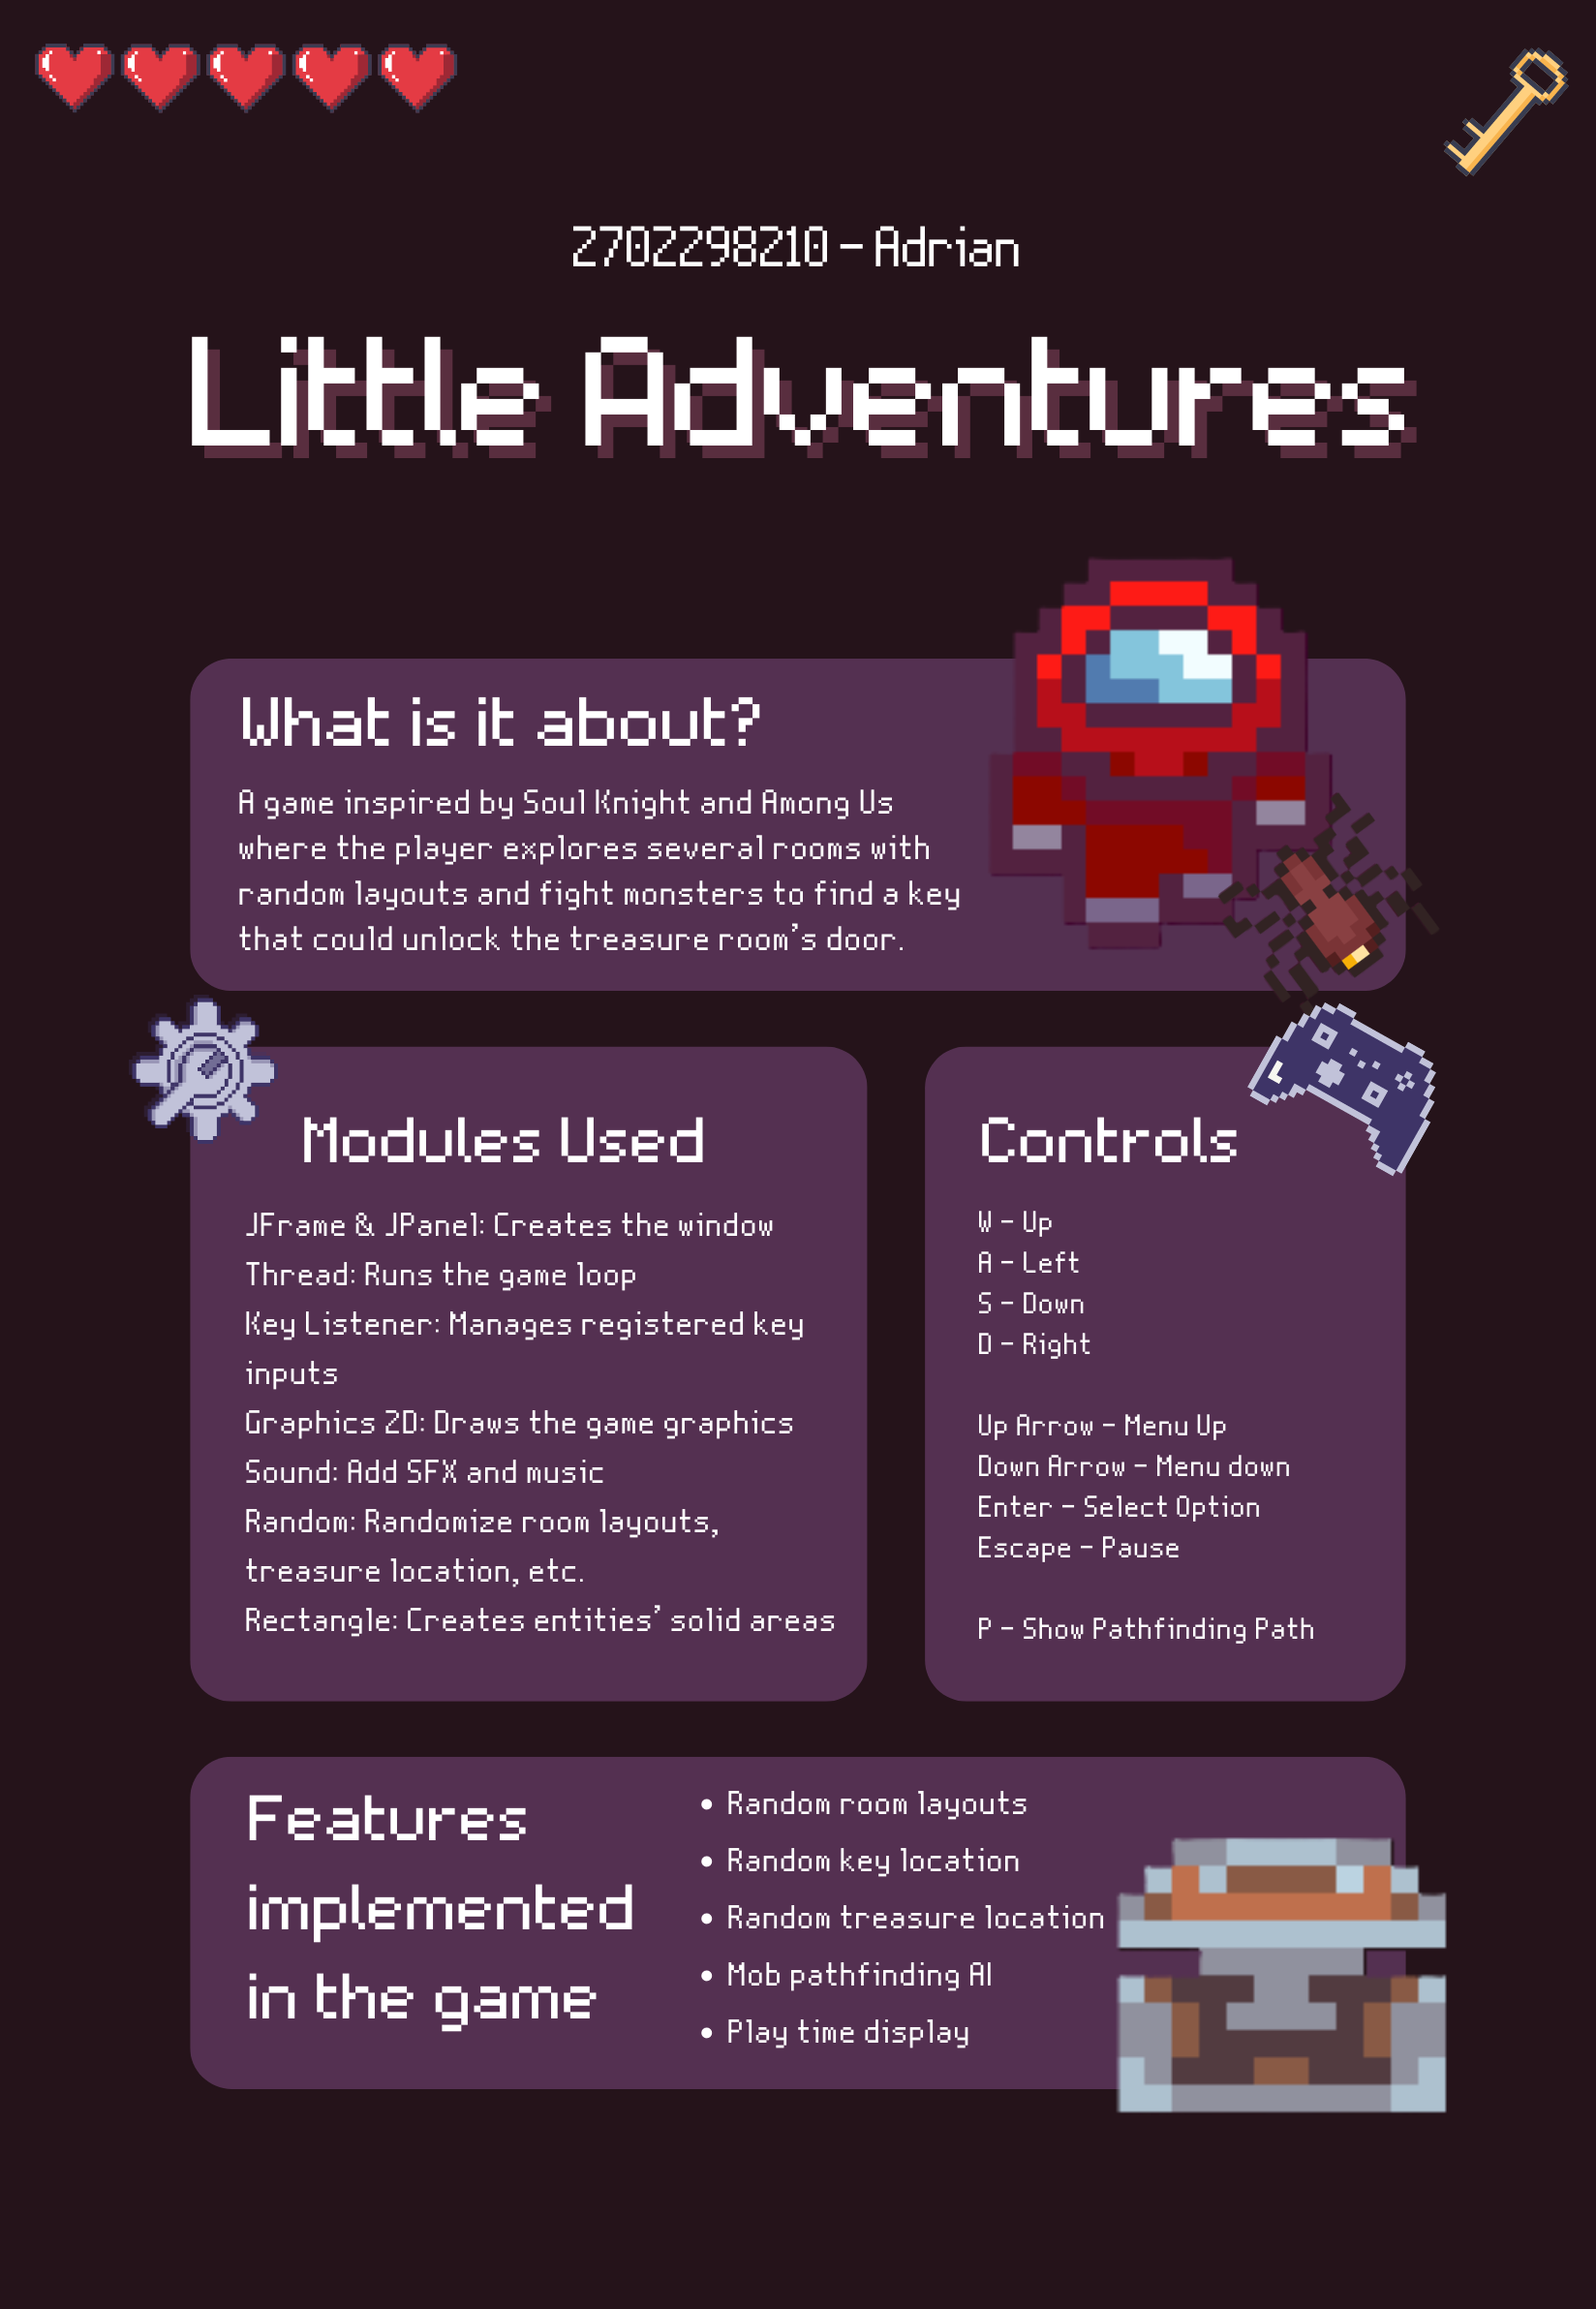 2702298210 - Adrian
Little Adventures
What is it about?
A game inspired by Soul Knight and Among Us
where the player explores several rooms with
random layouts and fight monsters to find a key
that could unlock the treasure room's door.
Modules Used
JFrame & JPanel: Creates the window
Thread: Runs the game loop
Key Listener: Manages registered key
inputs
Graphics 2D: Draws the game graphics
Sound: Add SFX and music
Random: Randomize room layouts,
treasure location, etc.
Rectangle: Creates entities' solid areas
Controls
W - Up
A - Left
S - Down
D - Right
Up Arrow - Menu Up
Down Arrow - Menu down
Enter - Select Option
Escape - Pause
P - Show Pathfinding Path
Features
implemented
in the game
• Random room layouts
• Random key location
• Random treasure location
• Mob pathfinding AI
• Play time display